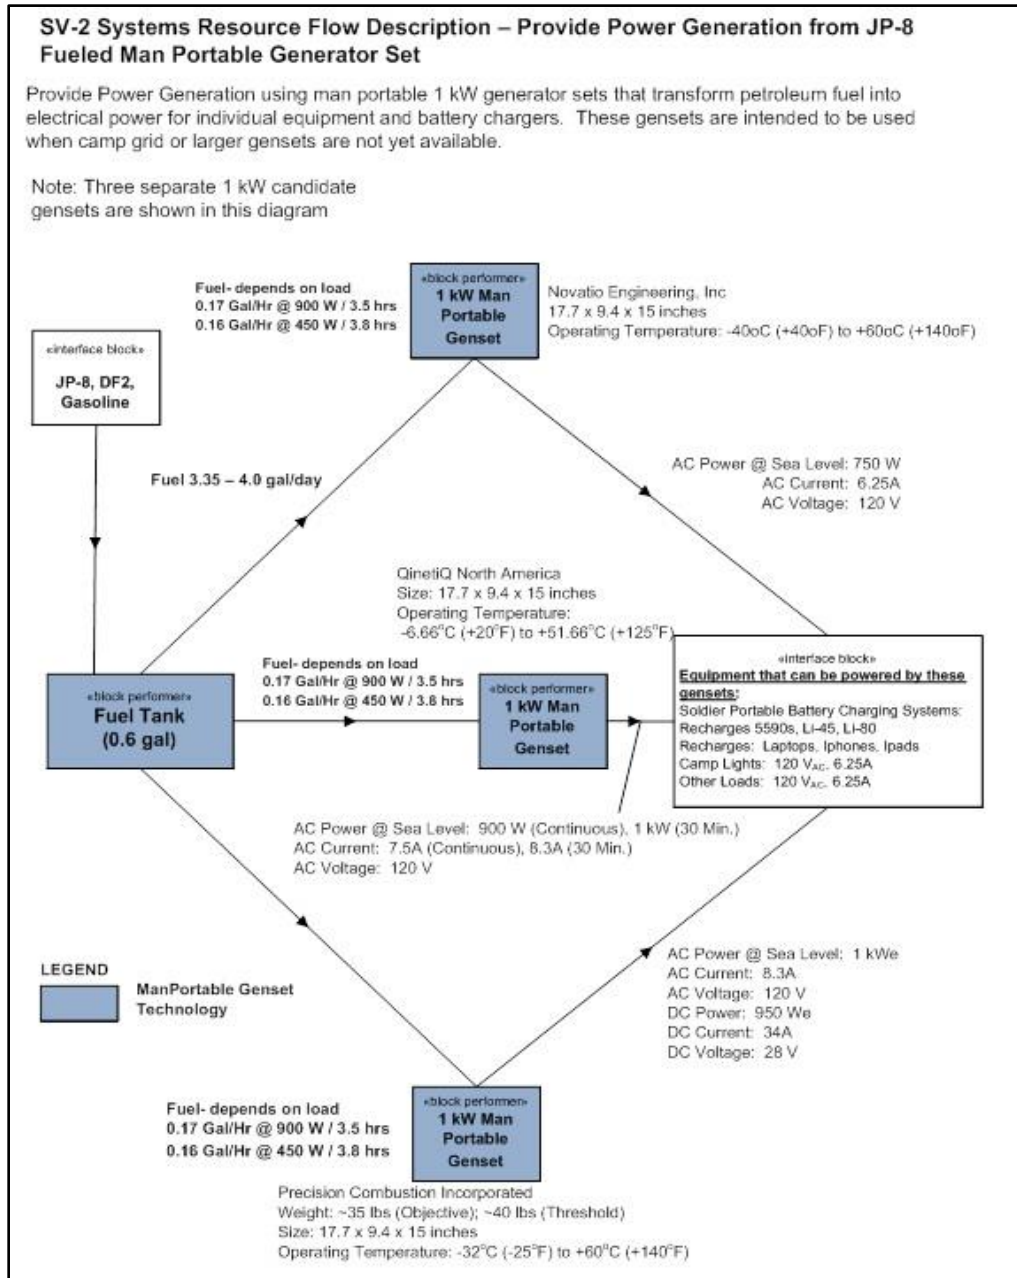 SV-2 Systems Resource Flow Description – Provide Power Generation from JP-8
Fueled Man Portable Generator Set
Provide Power Generation using man portable 1 kW generator sets that transform petroleum fuel into
electrical power for individual equipment and battery chargers.  These gensets are intended to be used
when camp grid or larger gensets are not yet available.
Note: Three separate 1 kW candidate
gensets are shown in this diagram
Fuel- depends on load
0.17 Gal/Hr @ 900 W / 3.5 hrs
0.16 Gal/Hr @ 450 W / 3.8 hrs
«block performer»
1 kW Man
Portable
Genset
Novatio Engineering, Inc
17.7 x 9.4 x 15 inches
Operating Temperature: -40oC (+40oF) to +60oC (+140oF)
«interface block»
JP-8, DF2,
Gasoline
Fuel 3.35 – 4.0 gal/day
AC Power @ Sea Level: 750 W
AC Current:  6.25A
AC Voltage:  120 V
QinetiQ North America
Size: 17.7 x 9.4 x 15 inches
Operating Temperature:
-6.66°C (+20°F) to +51.66°C (+125°F)
«block performer»
Fuel Tank
(0.6 gal)
Fuel- depends on load
0.17 Gal/Hr @ 900 W / 3.5 hrs
0.16 Gal/Hr @ 450 W / 3.8 hrs
«block performer»
1 kW Man
Portable
Genset
«interface block»
Equipment that can be powered by these
gensets:
Soldier Portable Battery Charging Systems:
Recharges 5590s, Li-45, Li-80
Recharges:  Laptops, Iphones, Ipads
Camp Lights:  120 VAC, 6.25A
Other Loads:  120 VAC, 6.25A
AC Power @ Sea Level:  900 W (Continuous), 1 kW (30 Min.)
AC Current:  7.5A (Continuous), 8.3A (30 Min.)
AC Voltage:  120 V
AC Power @ Sea Level:  1 kWe
AC Current:  8.3A
AC Voltage:  120 V
DC Power:  950 We
DC Current:  34A
DC Voltage:  28 V
LEGEND
ManPortable Genset
Technology
Fuel- depends on load
0.17 Gal/Hr @ 900 W / 3.5 hrs
0.16 Gal/Hr @ 450 W / 3.8 hrs
«block performer»
1 kW Man
Portable
Genset
Precision Combustion Incorporated
Weight: ~35 lbs (Objective); ~40 lbs (Threshold)
Size: 17.7 x 9.4 x 15 inches
Operating Temperature: -32°C (-25°F) to +60°C (+140°F)